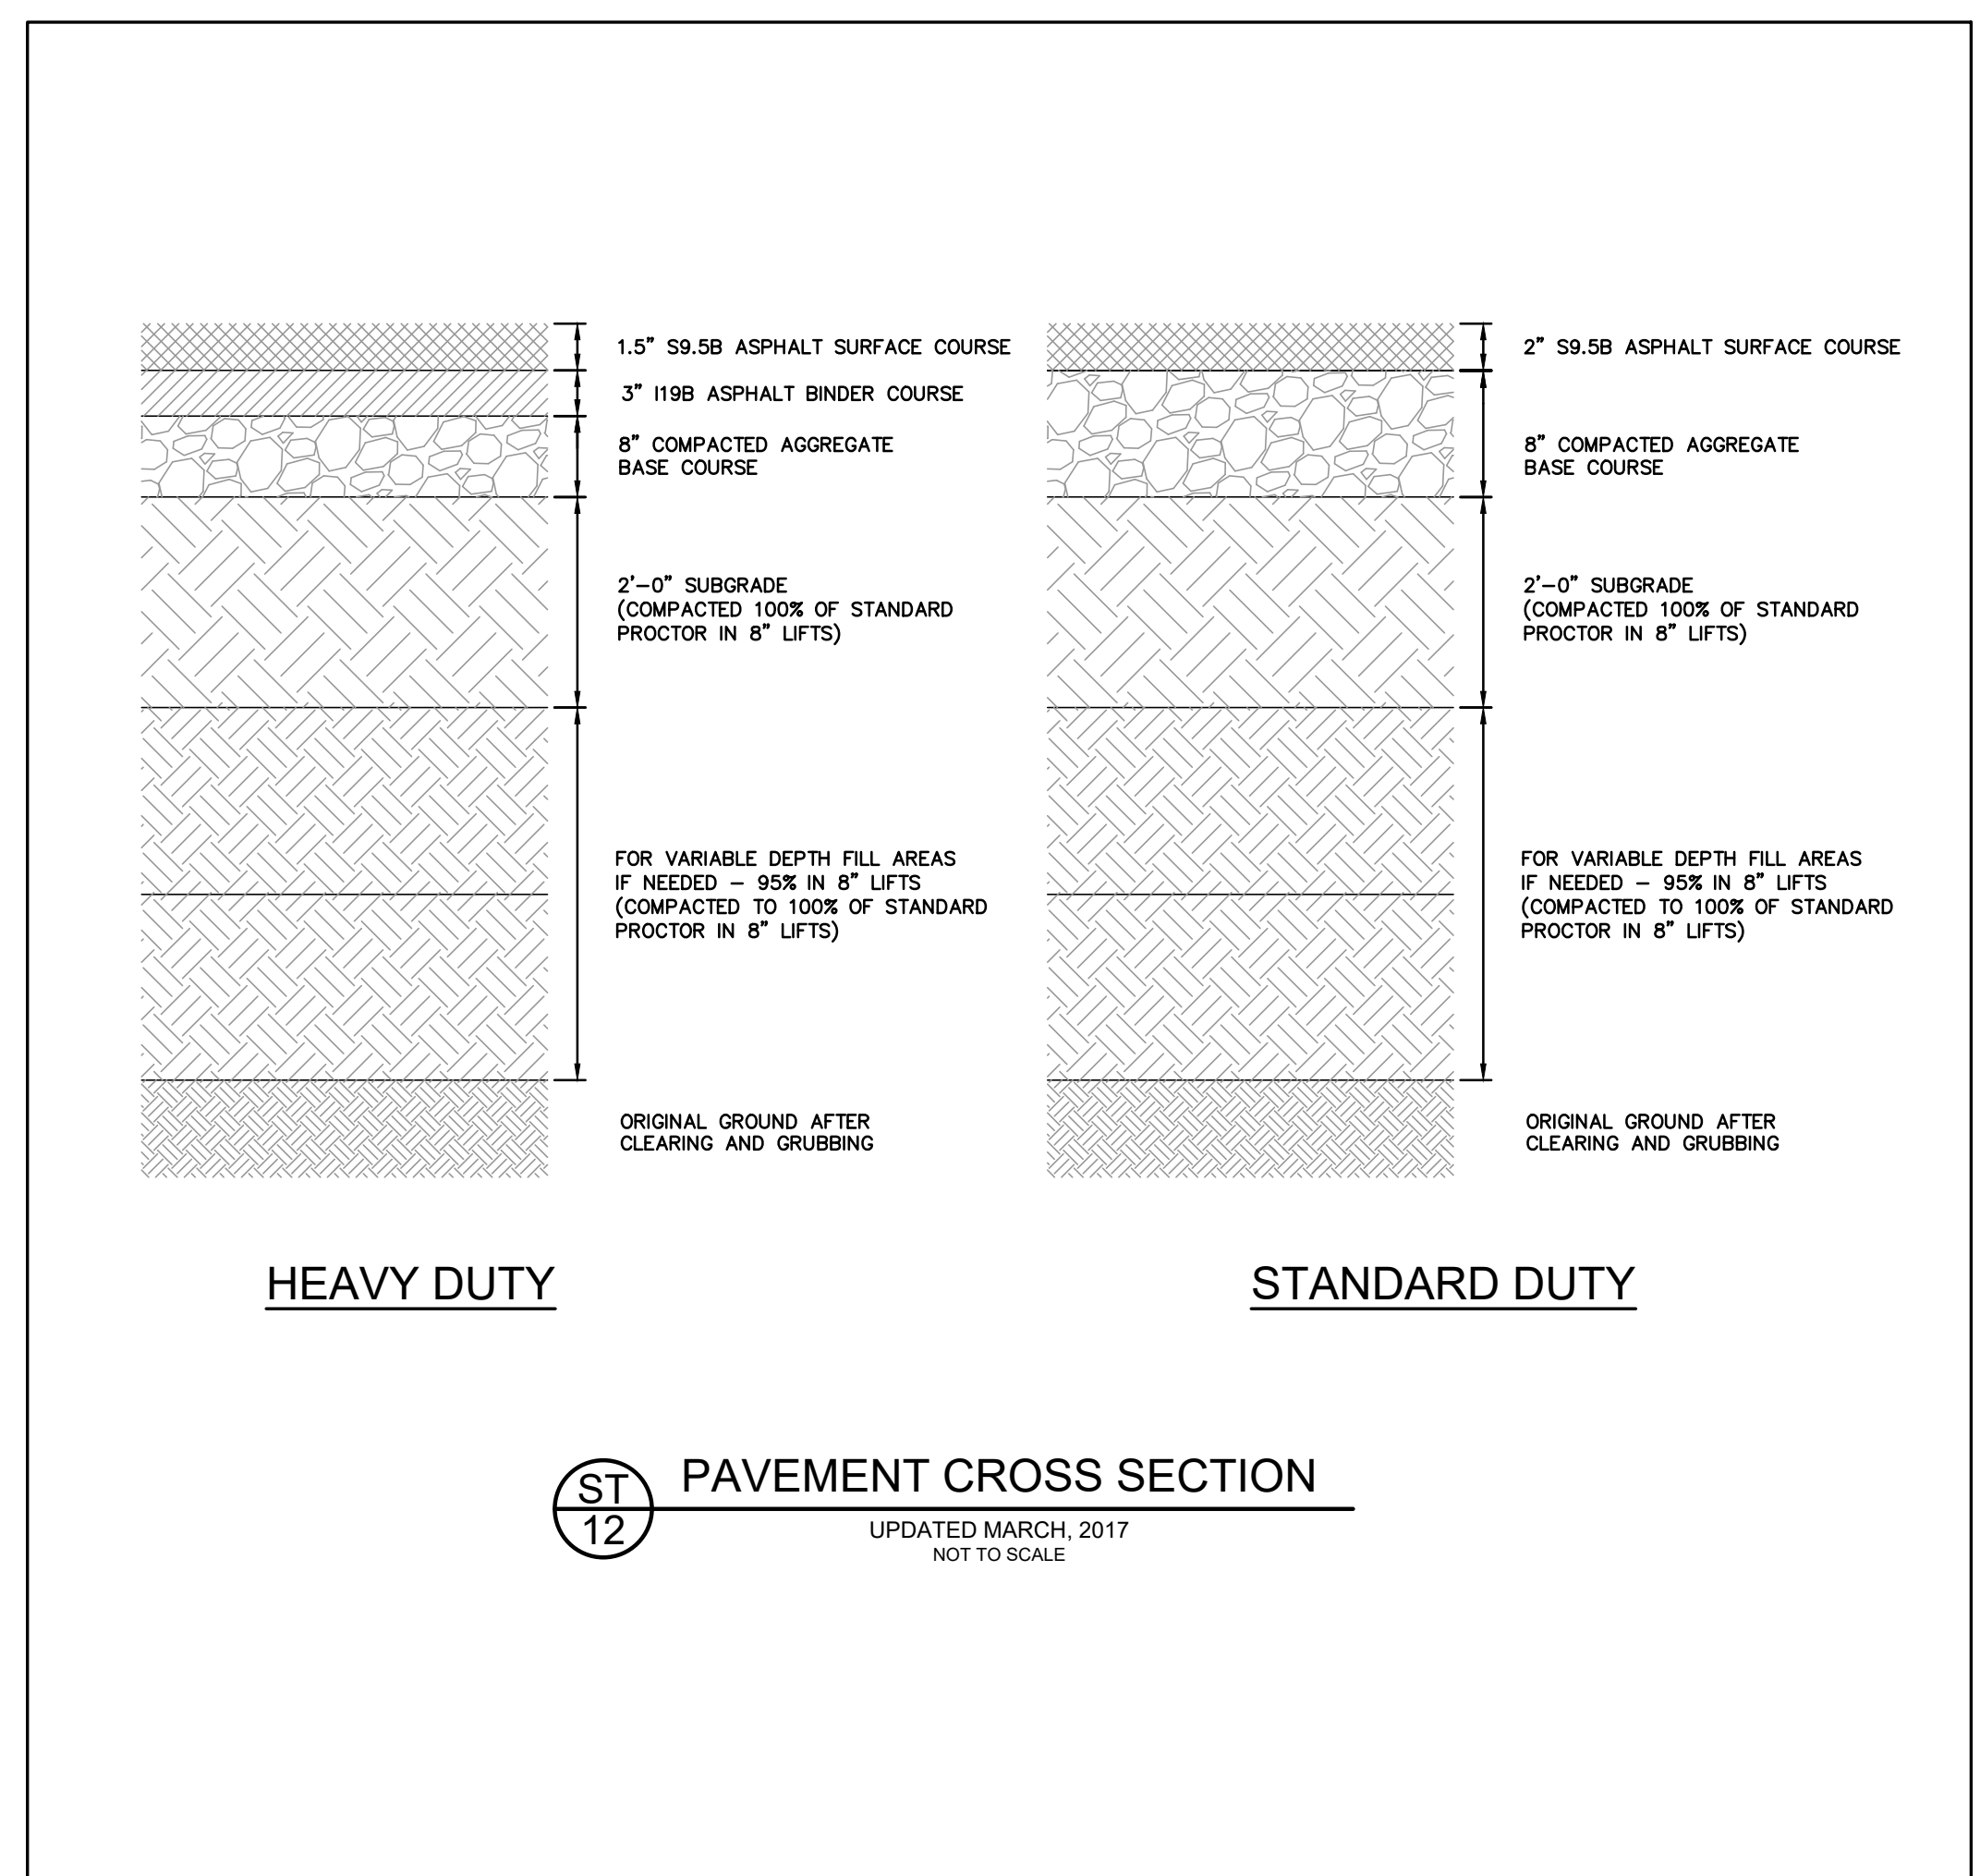 1.5” S9.5B ASPHALT SURFACE COURSE
3” I19B ASPHALT BINDER COURSE
8” COMPACTED AGGREGATE
BASE COURSE
2’-0” SUBGRADE
(COMPACTED 100% OF STANDARD
PROCTOR IN 8” LIFTS)
FOR VARIABLE DEPTH FILL AREAS
IF NEEDED – 95% IN 8” LIFTS
(COMPACTED TO 100% OF STANDARD
PROCTOR IN 8” LIFTS)
ORIGINAL GROUND AFTER
CLEARING AND GRUBBING
HEAVY DUTY
2” S9.5B ASPHALT SURFACE COURSE
8” COMPACTED AGGREGATE
BASE COURSE
2’-0” SUBGRADE
(COMPACTED 100% OF STANDARD
PROCTOR IN 8” LIFTS)
FOR VARIABLE DEPTH FILL AREAS
IF NEEDED – 95% IN 8” LIFTS
(COMPACTED TO 100% OF STANDARD
PROCTOR IN 8” LIFTS)
ORIGINAL GROUND AFTER
CLEARING AND GRUBBING
STANDARD DUTY
ST
12
PAVEMENT CROSS SECTION
UPDATED MARCH, 2017
NOT TO SCALE